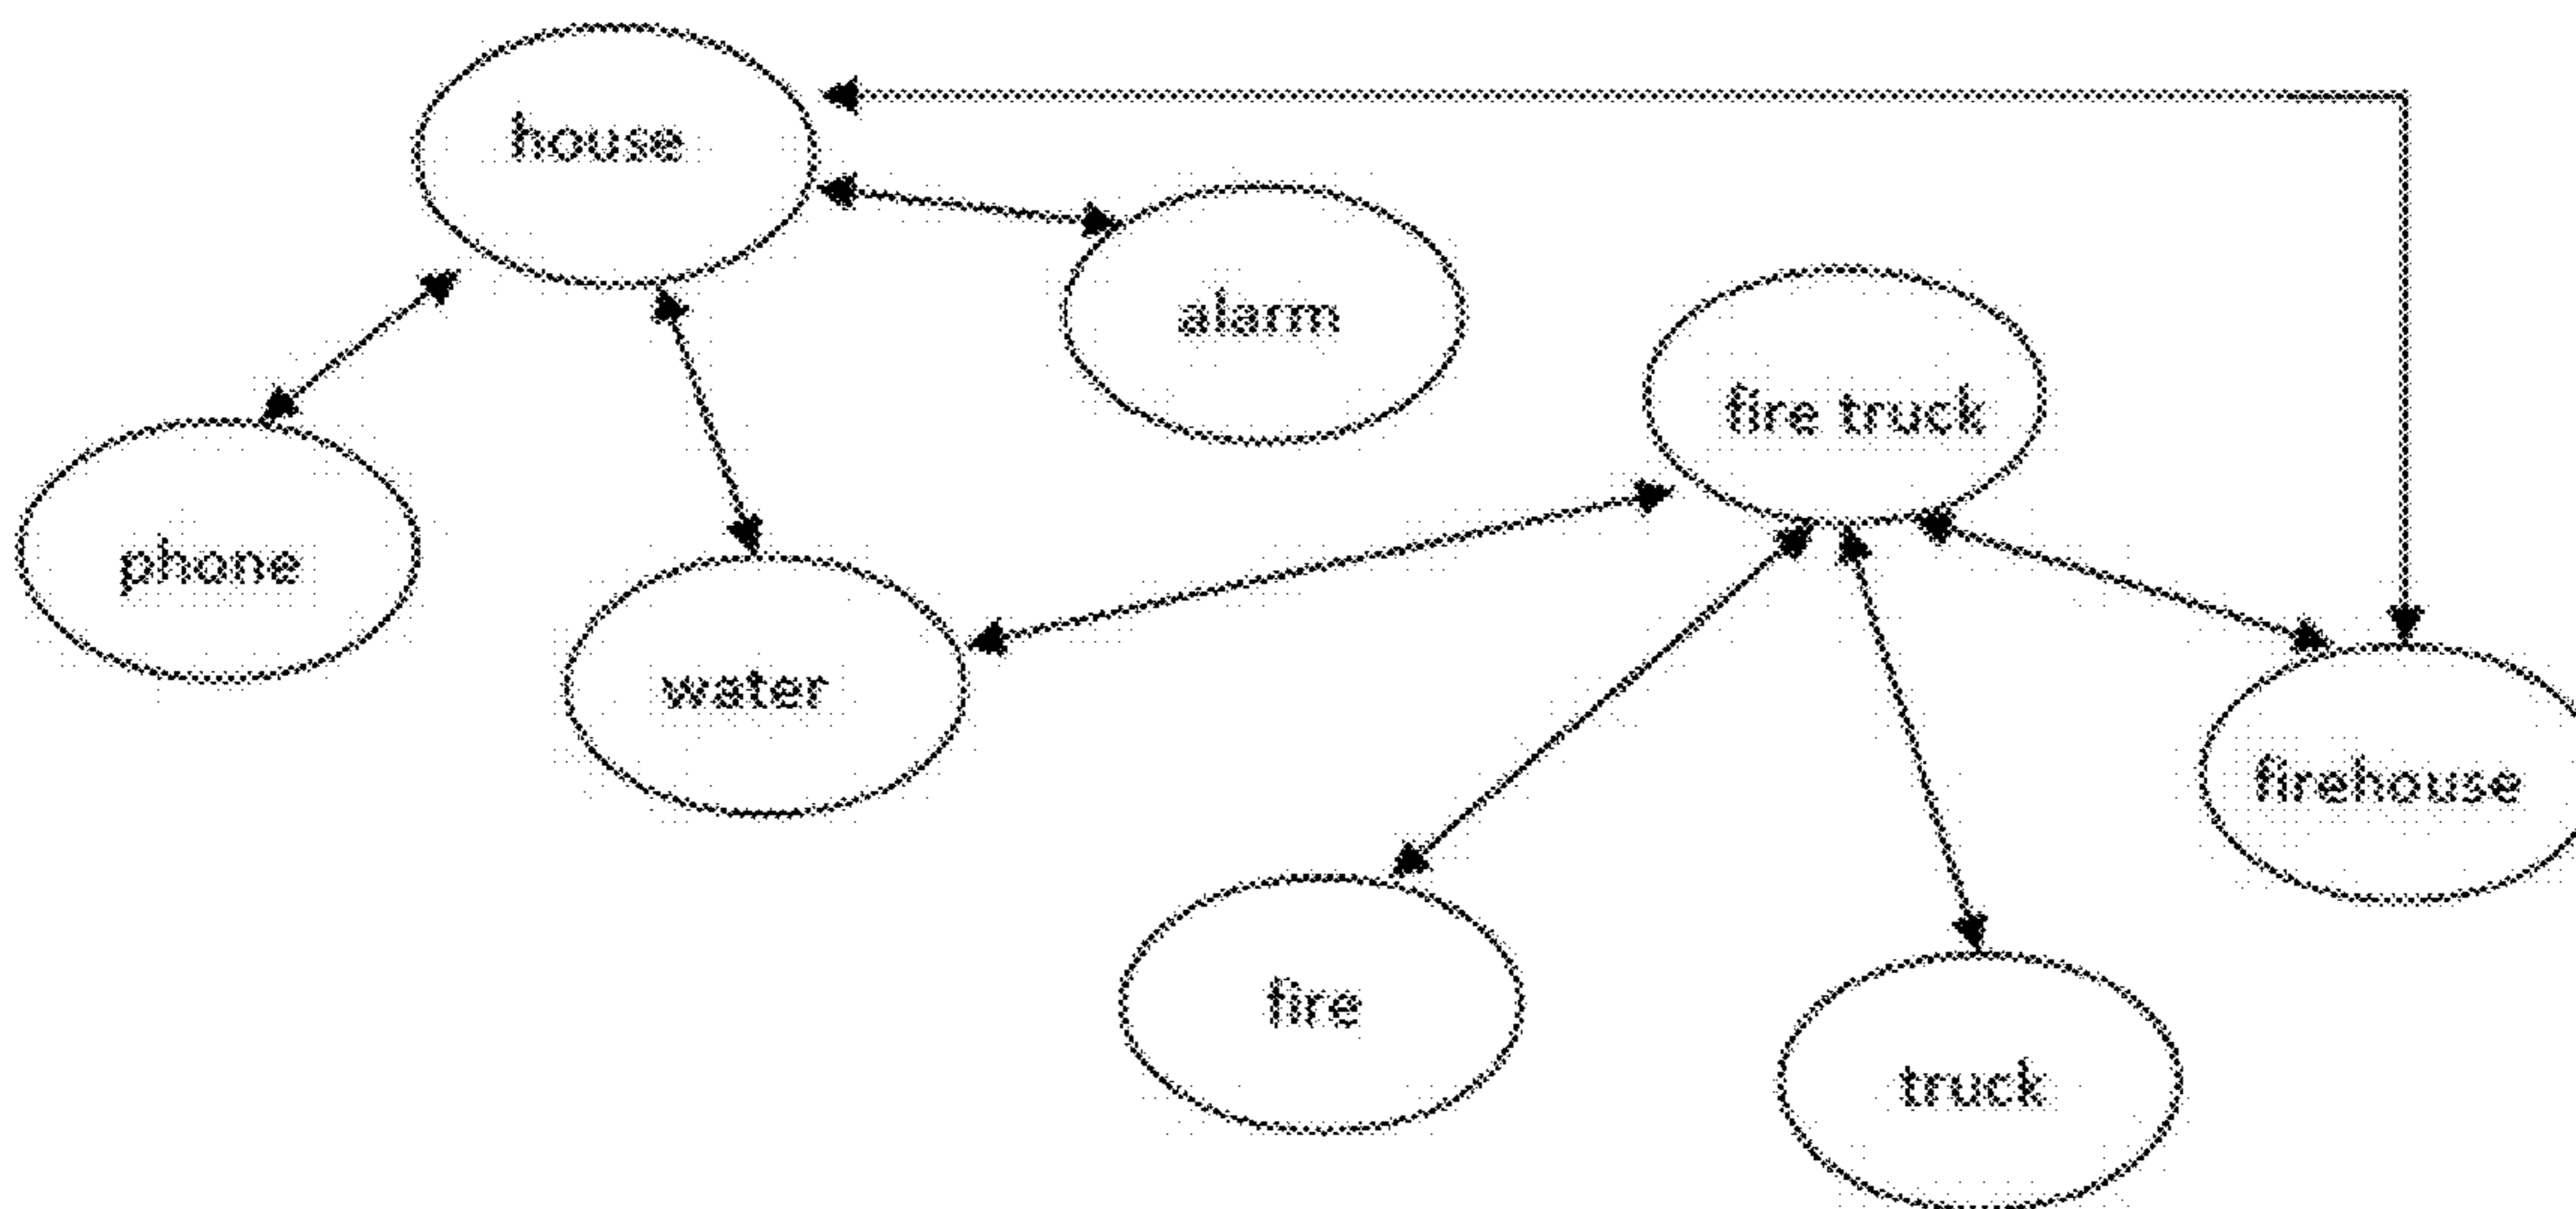 house
alarm
fire truck
phone
water
firehouse
fire
truck